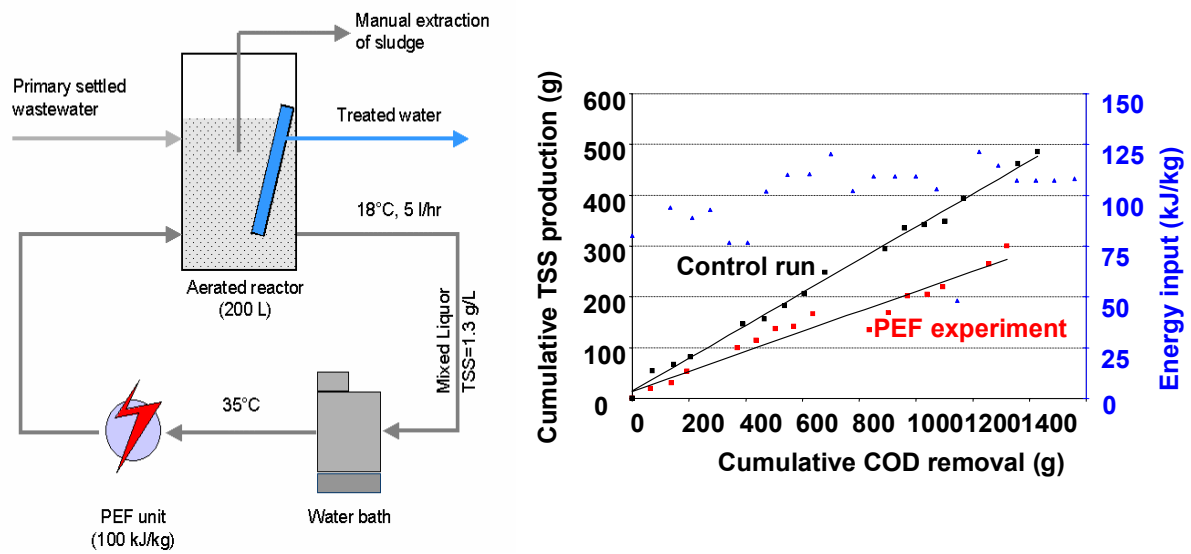 Manual extraction
of sludge
Primary settled
wastewater
Treated water
18°C, 5 l/hr
Aerated reactor
(200 L)
Mixed Liquor
TSS=1.3 g/L
35°C
PEF unit
(100 kJ/kg)
Water bath
Cumulative TSS production (g)
600
500
400
300
200
100
0
Control run
PEF experiment
150
125
100
75
50
25
0
Energy input (kJ/kg)
0 200 400 600 800 1000 1200 1400
Cumulative COD removal (g)